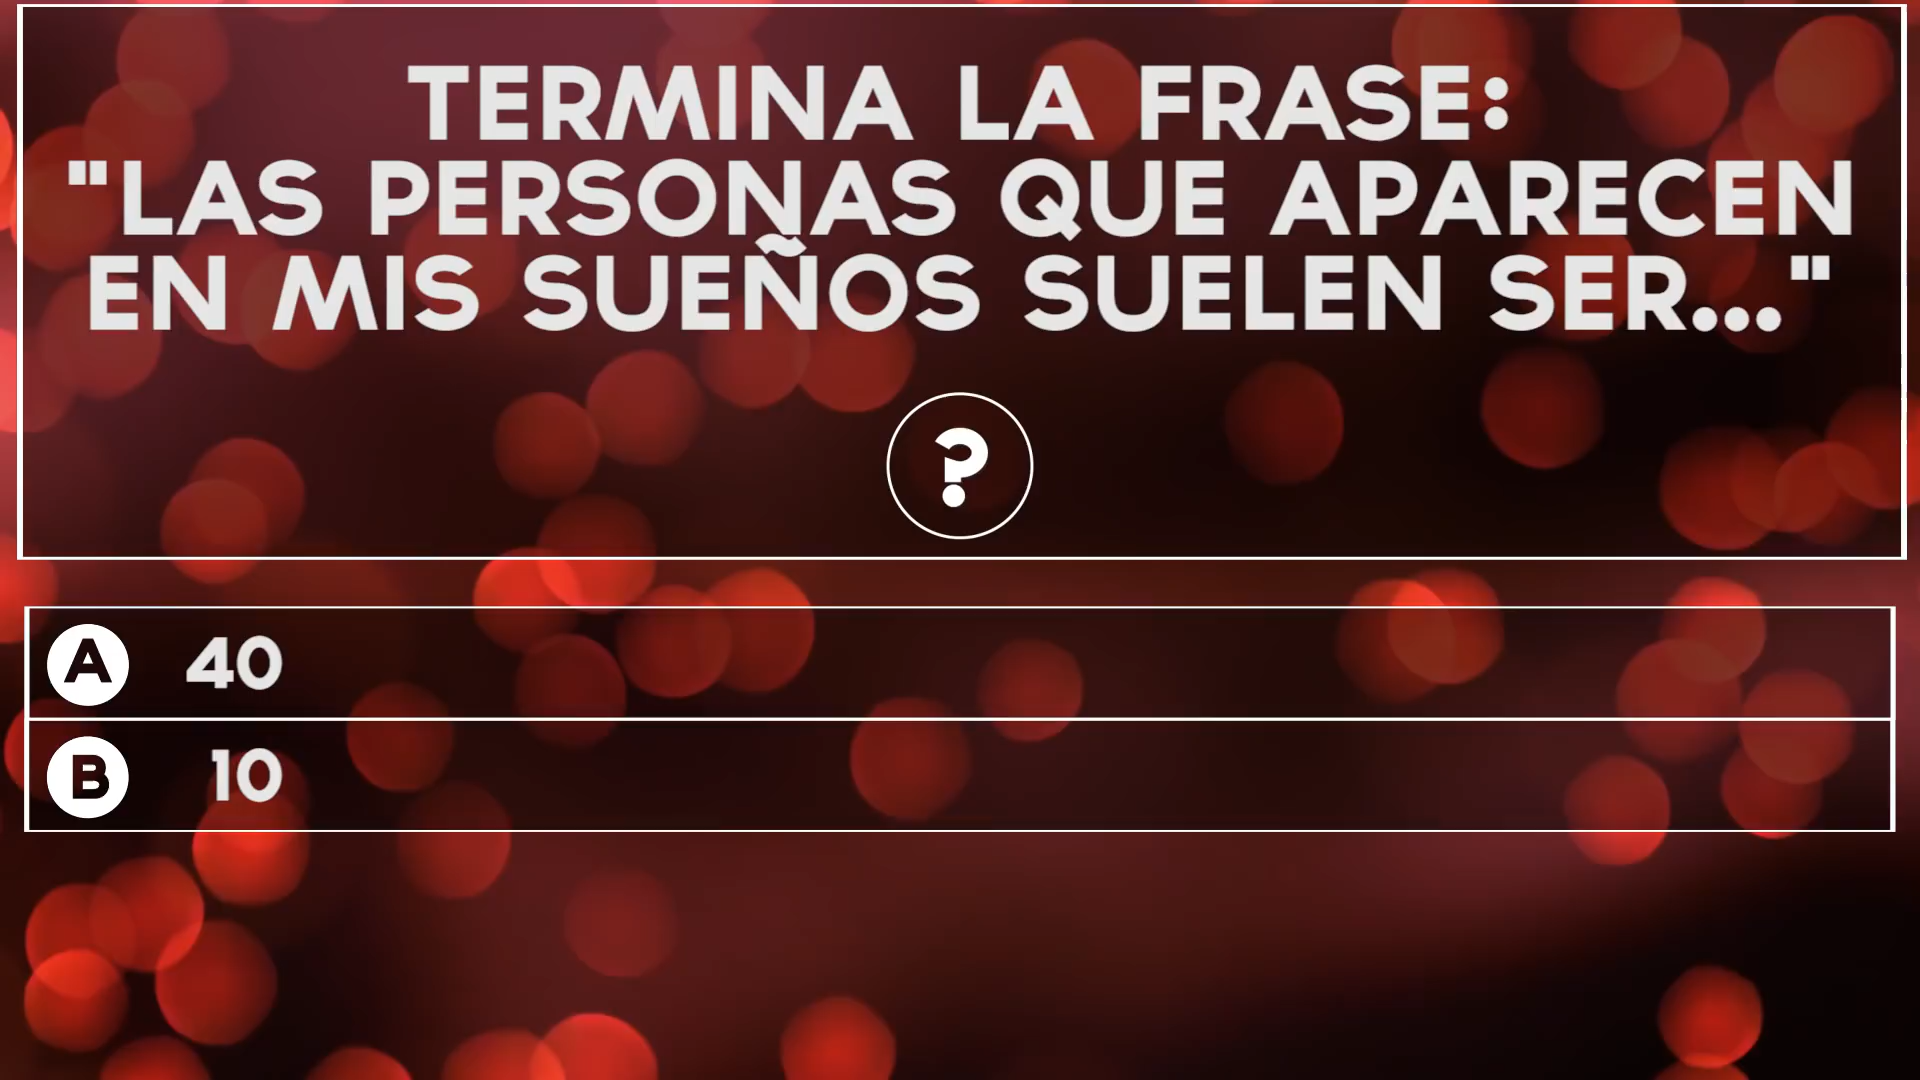 TERMINA LA FRASE:
"LAS PERSONAS QUE APARECEN
EN MIS SUEÑOS SUELEN SER..."
?
A 40
B 10